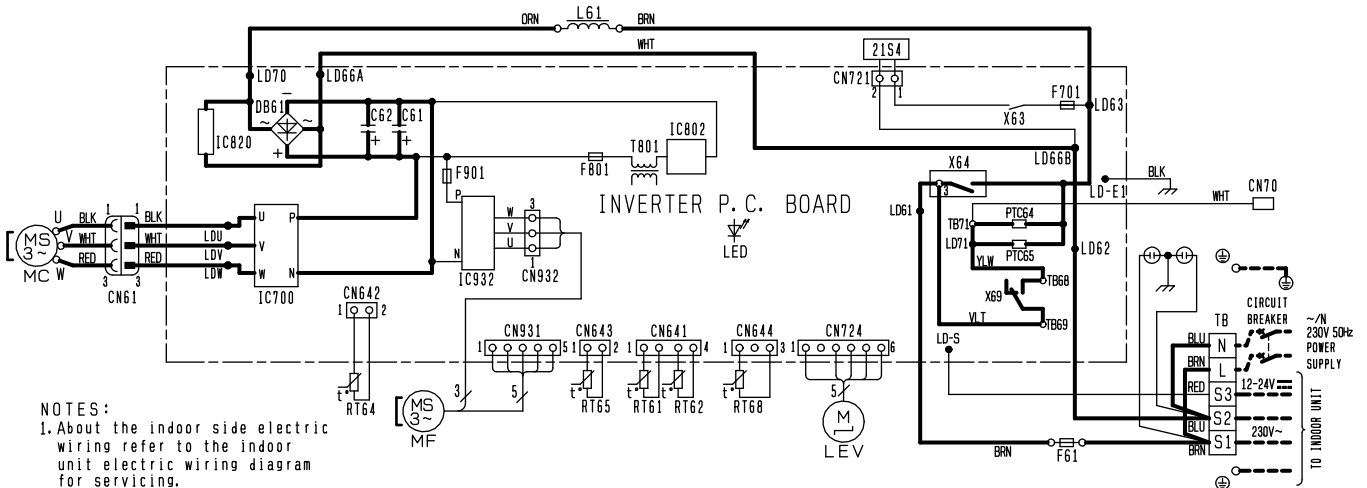 ORN L61 BRN
WHT
21S4
CN721
2 1
F701
X63
LD63
LD70 LD66A
DB61
−
~ ~
+
IC820
C62 C61
+ +
T801 IC802
F801
F901
LD66B
X64
3
LD-E1
BLK
WHT CN70
INVERTER P. C. BOARD
LED
LD61
TB71 PTC64
LD71
PTC65
LD62
YLW
X69
TB68
VLT TB69
LD-S
MS
3~
MC
U V W
1 1
BLK BLK
WHT WHT
RED RED
3 3
CN61
LDU
LDV
LDW
U P
V
W N
IC700
P
N
IC932
W 3
V
U
1
CN932
CN642
1 2
t°
RT64
MS
3~
MF
3
5
CN931
1 5
CN643
1 2
t°
RT65
CN641
1 4
t° t°
RT61 RT62
CN644
1 3
t°
RT68
CN724
1 6
5
M
LEV
CIRCUIT
BREAKER
~/N
230V 50Hz
POWER
SUPPLY
TB
BLU N
BRN L
RED S3 12-24V
S2
BLU
230V~
S1
BRN
BRN F61
TO INDOOR UNIT
NOTES:
1. About the indoor side electric
wiring refer to the indoor
unit electric wiring diagram
for servicing.